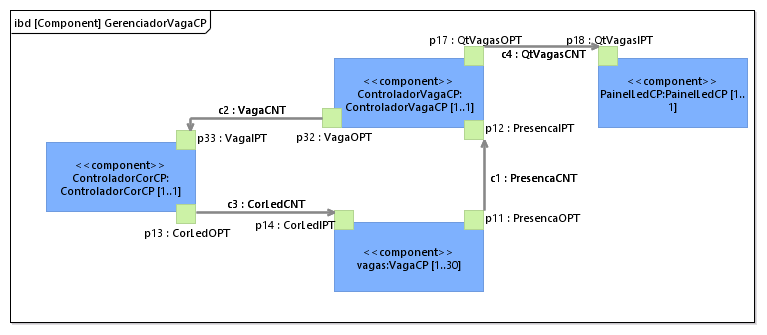 ibd [Component] GerenciadorVagaCP
p17 : QtVagasOPT
p18 : QtVagasIPT
c4 : QtVagasCNT
<<component>>
ControladorVagaCP:
ControladorVagaCP [1..1]
<<component>>
PainelLedCP:PainelLedCP [1..
1]
c2 : VagaCNT
p33 : VagaIPT
p32 : VagaOPT
p12 : PresencaIPT
<<component>>
ControladorCorCP:
ControladorCorCP [1..1]
c1 : PresencaCNT
c3 : CorLedCNT
p13 : CorLedOPT
p14 : CorLedIPT
p11 : PresencaOPT
<<component>>
vagas:VagaCP [1..30]